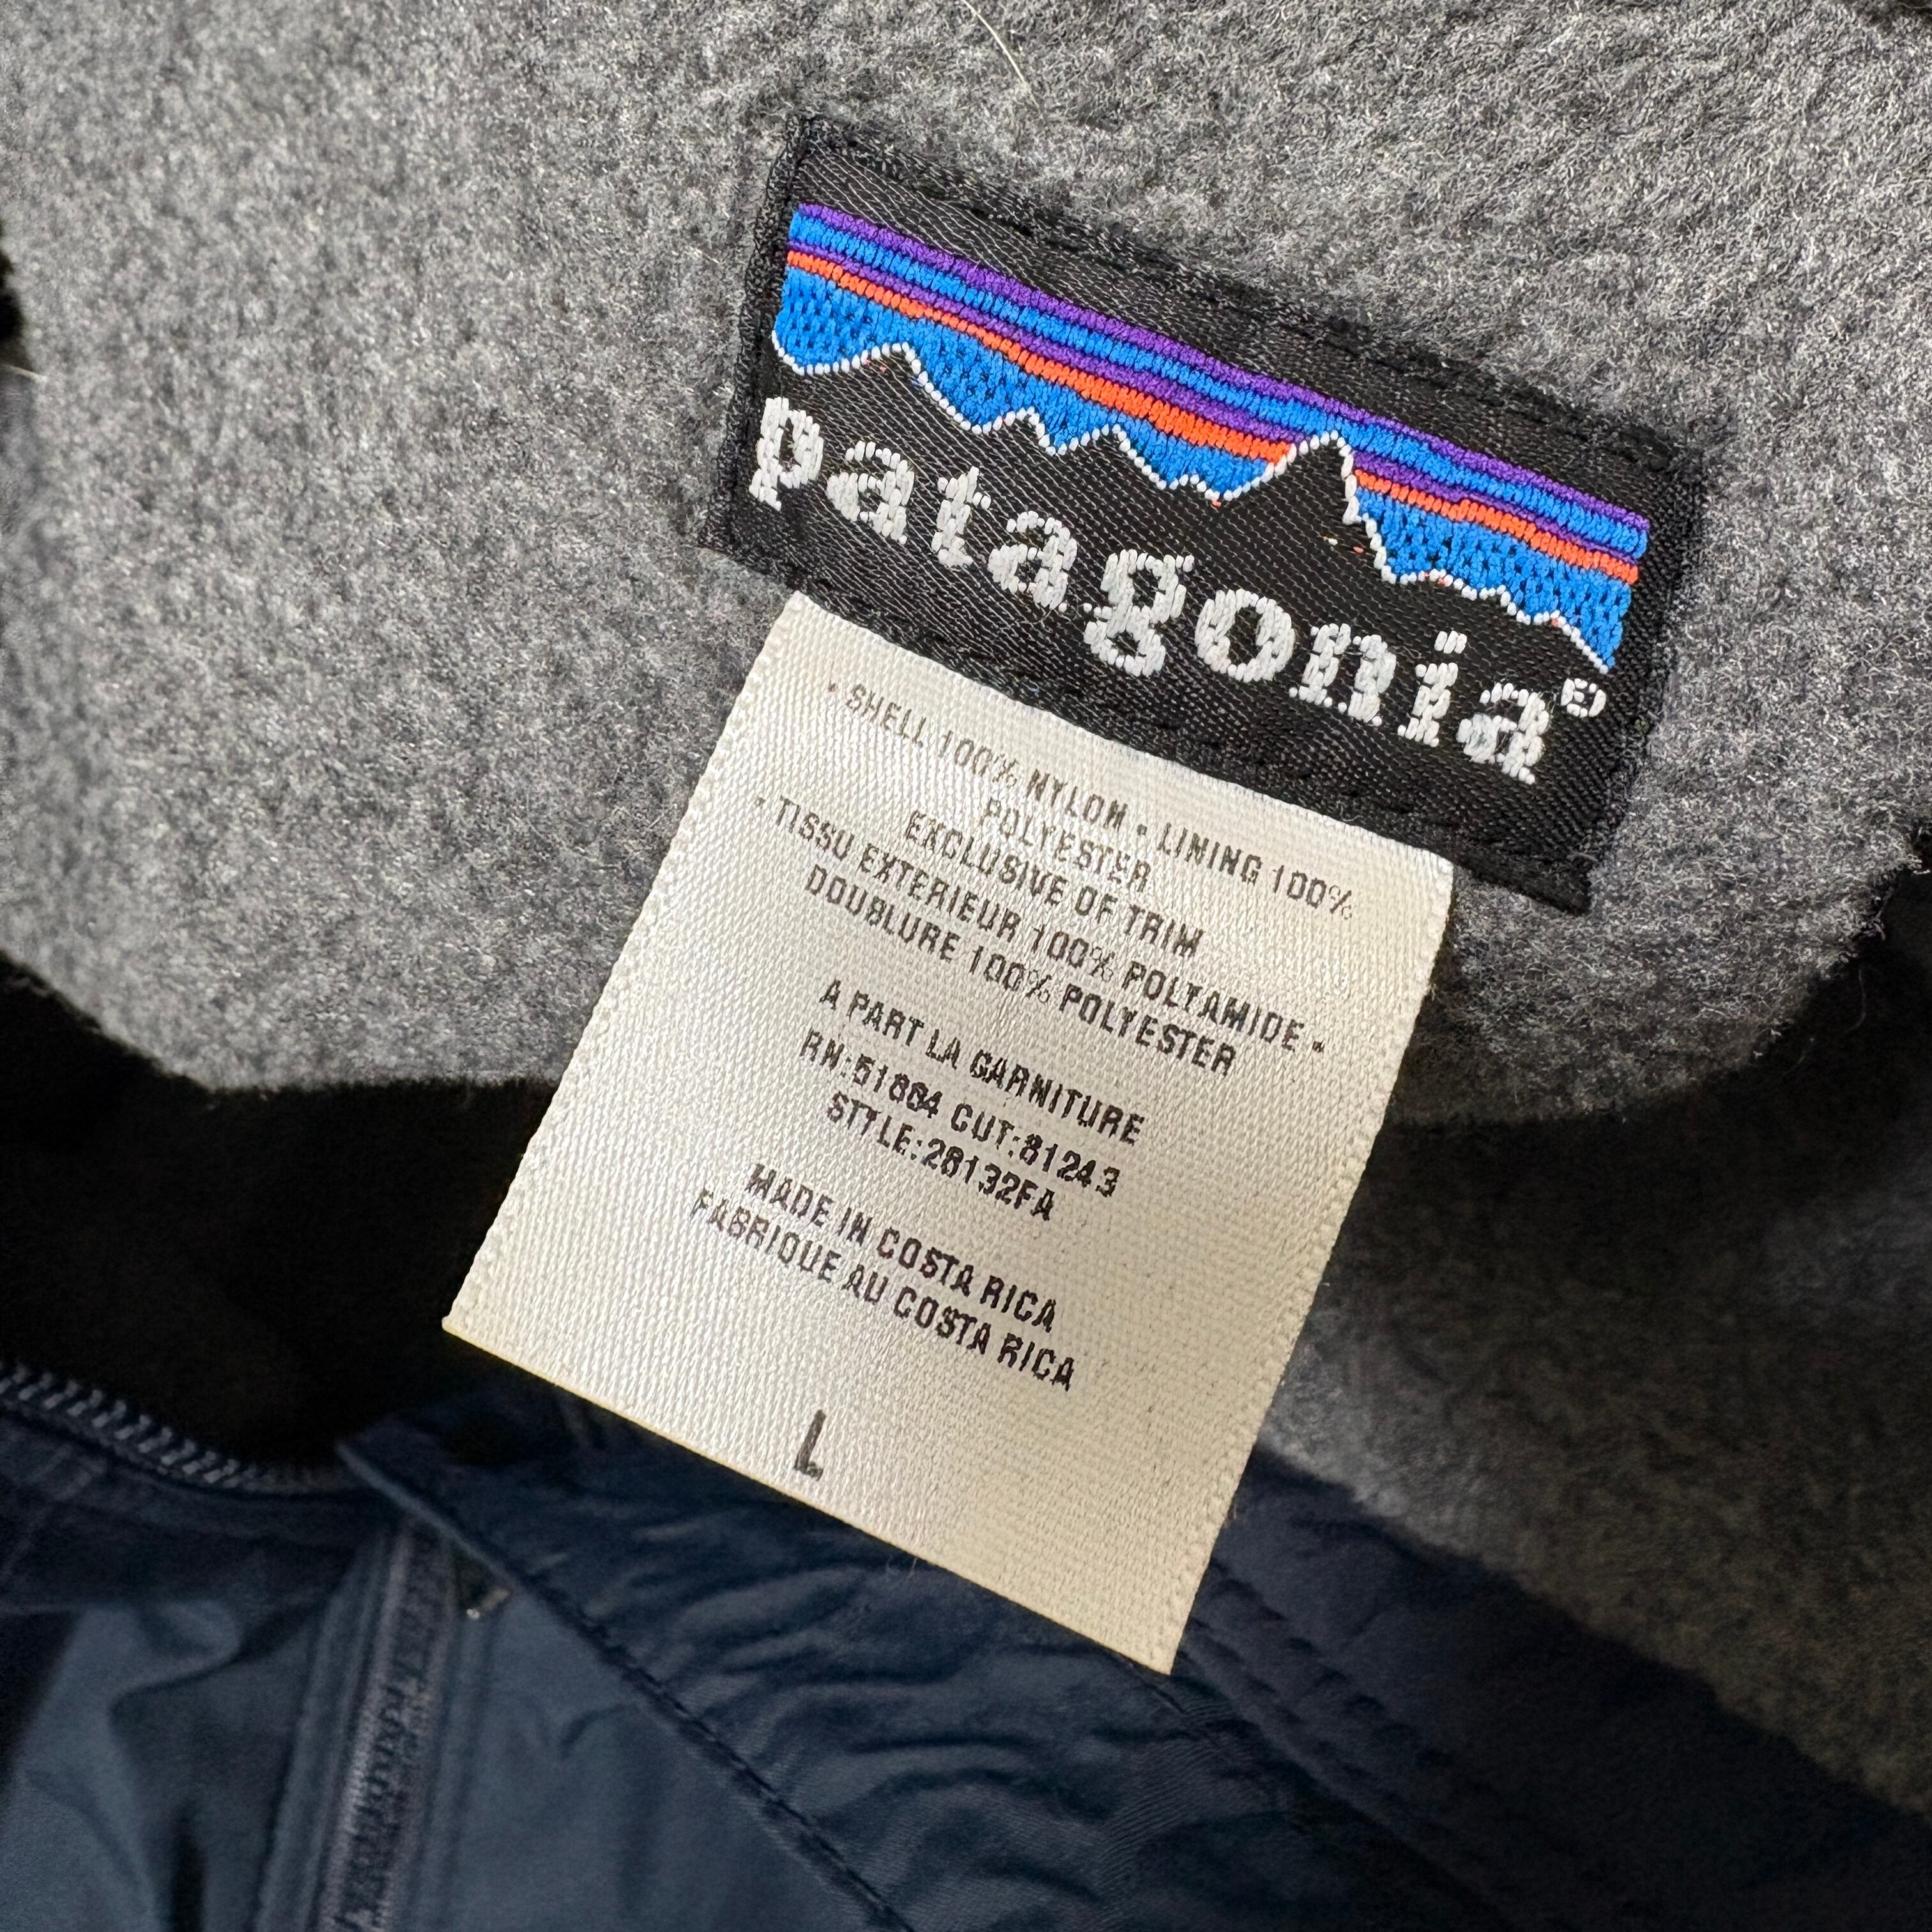 patagonia®
• SHELL 100% NYLON • LINING 100%
POLYESTER
EXCLUSIVE OF TRIM
• TISSU EXTERIEUR 100% POLYAMIDE •
DOUBLURE 100% POLYESTER
A PART LA GARNITURE
RN:51884 CUT:81243
STYLE:28132FA
MADE IN COSTA RICA
FABRIQUE AU COSTA RICA
L